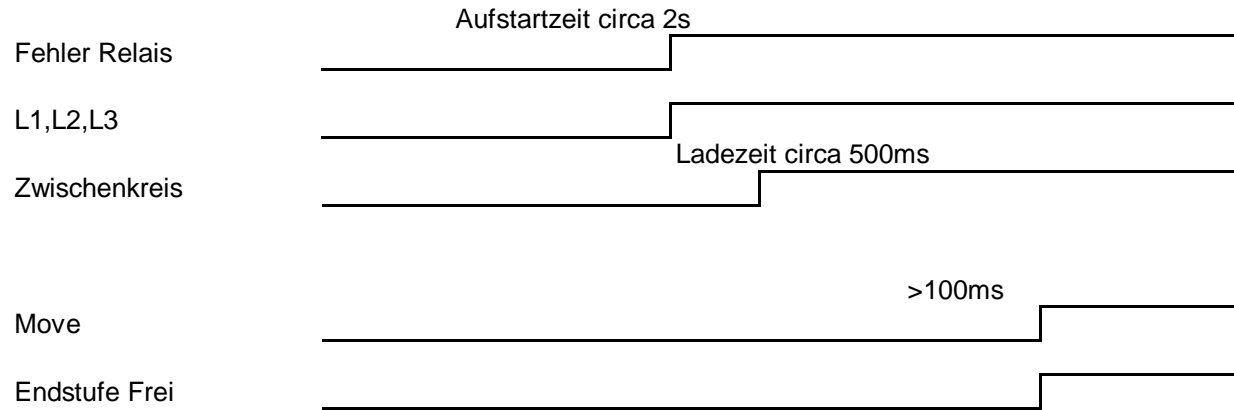 Aufstartzeit circa 2s
Fehler Relais
L1,L2,L3
Ladezeit circa 500ms
Zwischenkreis
>100ms
Move
Endstufe Frei